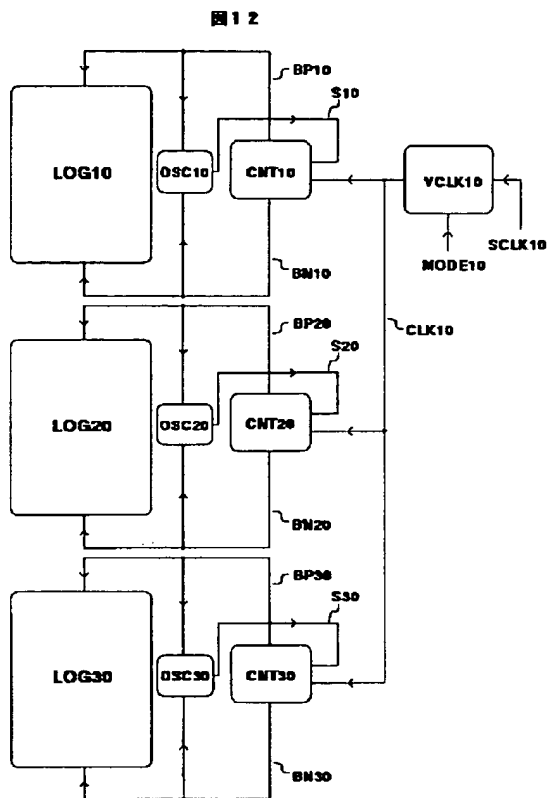 図12
BP10
S10
LOG10
OSC10
CNT10
VCLK10
SCLK10
MODE10
BN10
CLK10
BP20
S20
LOG20
OSC20
CNT20
BN20
BP30
S30
LOG30
OSC30
CNT30
BN30